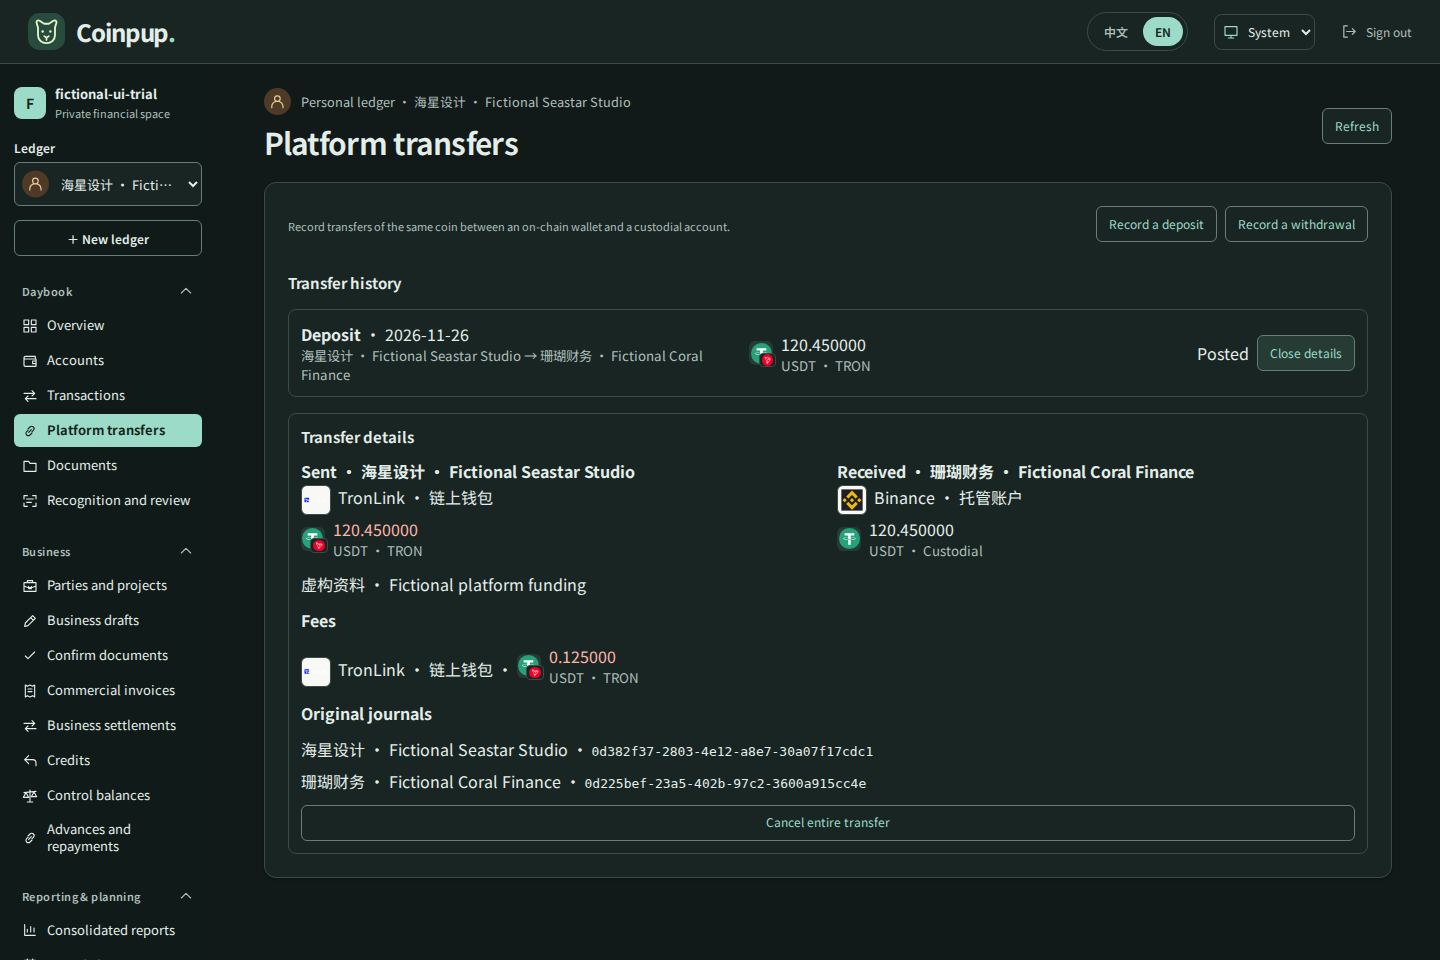 Coinpup.
中文 EN System Sign out
F fictional-ui-trial
Private financial space
Ledger
海星设计 • Ficti…
+ New ledger
Daybook
Overview
Accounts
Transactions
Platform transfers
Documents
Recognition and review
Business
Parties and projects
Business drafts
Confirm documents
Commercial invoices
Business settlements
Credits
Control balances
Advances and
repayments
Reporting & planning
Consolidated reports
Personal ledger • 海星设计 • Fictional Seastar Studio
Platform transfers
Refresh
Record transfers of the same coin between an on-chain wallet and a custodial account.
Record a deposit Record a withdrawal
Transfer history
Deposit • 2026-11-26
海星设计 • Fictional Seastar Studio → 珊瑚财务 • Fictional Coral
Finance
120.450000
USDT • TRON
Posted Close details
Transfer details
Sent • 海星设计 • Fictional Seastar Studio
TronLink • 链上钱包
120.450000
USDT • TRON
Received • 珊瑚财务 • Fictional Coral Finance
Binance • 托管账户
120.450000
USDT • Custodial
虚构资料 • Fictional platform funding
Fees
TronLink • 链上钱包 • 0.125000
USDT • TRON
Original journals
海星设计 • Fictional Seastar Studio • 0d382f37-2803-4e12-a8e7-30a07f17cdc1
珊瑚财务 • Fictional Coral Finance • 0d225bef-23a5-402b-97c2-3600a915cc4e
Cancel entire transfer